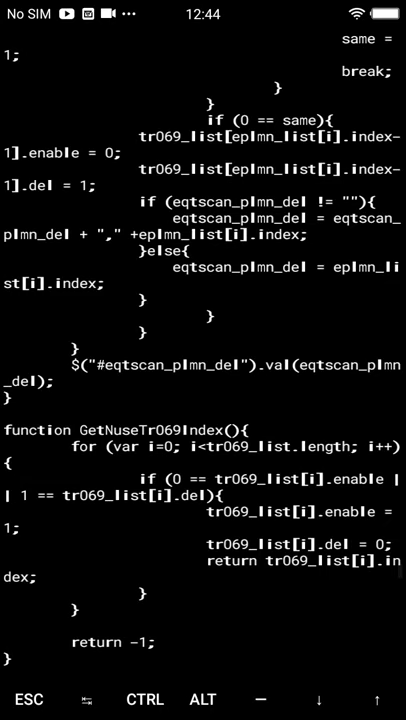 No SIM 12:44
same =
1;
break;
}
}
if (0 == same){
tr069_list[eplmn_list[i].index-
1].enable = 0;
tr069_list[eplmn_list[i].index-
1].del = 1;
if (eqtscan_plmn_del != ""){
eqtscan_plmn_del = eqtscan_
plmn_del + "," +eplmn_list[i].index;
}else{
eqtscan_plmn_del = eplmn_li
st[i].index;
}
}
}
}
$("#eqtscan_plmn_del").val(eqtscan_plmn
_del);
}
function GetNuseTr069Index(){
for (var i=0; i<tr069_list.length; i++)
{
if (0 == tr069_list[i].enable |
| 1 == tr069_list[i].del){
tr069_list[i].enable =
1;
tr069_list[i].del = 0;
return tr069_list[i].in
dex;
}
}
return -1;
}
ESC ↹ CTRL ALT — ↓ ↑